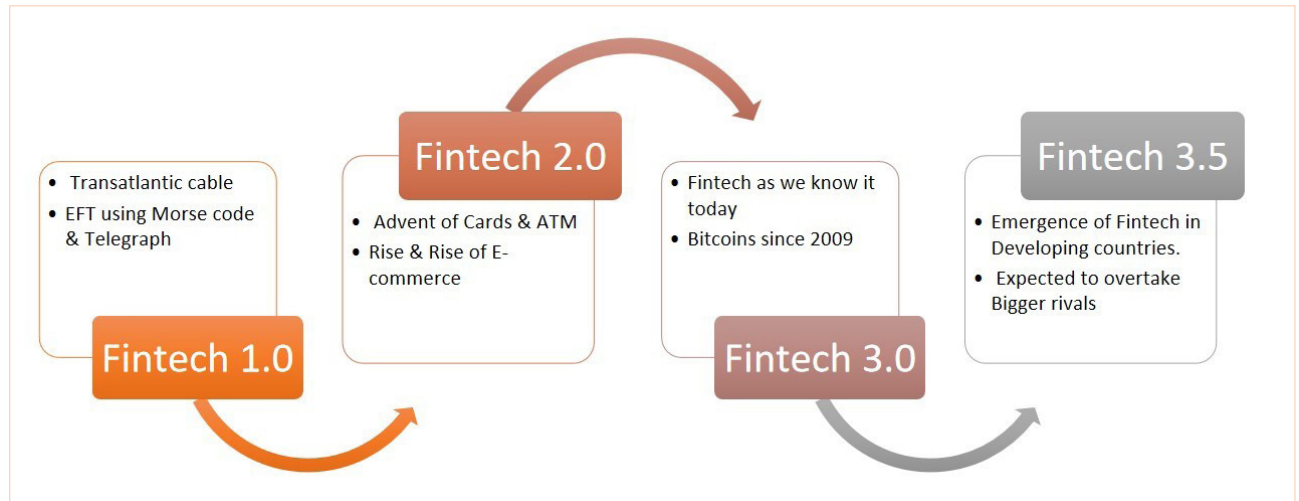 • Transatlantic cable
• EFT using Morse code
& Telegraph
Fintech 1.0
Fintech 2.0
• Advent of Cards & ATM
• Rise & Rise of E-
commerce
• Fintech as we know it
today
• Bitcoins since 2009
Fintech 3.0
Fintech 3.5
• Emergence of Fintech in
Developing countries.
• Expected to overtake
Bigger rivals